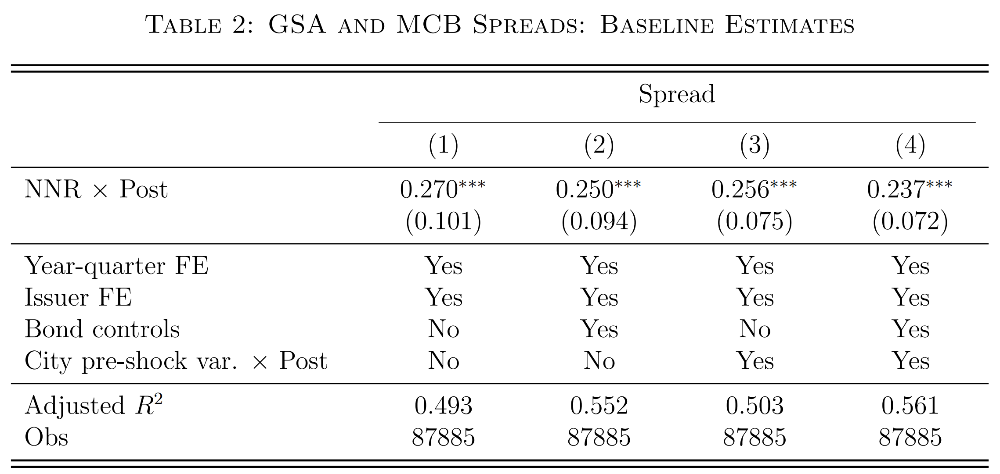 TABLE 2: GSA AND MCB SPREADS: BASELINE ESTIMATES
Spread
(1) (2) (3) (4)
NNR × Post 0.270*** 0.250*** 0.256*** 0.237***
(0.101) (0.094) (0.075) (0.072)
Year-quarter FE Yes Yes Yes Yes
Issuer FE Yes Yes Yes Yes
Bond controls No Yes No Yes
City pre-shock var. × Post No No Yes Yes
Adjusted R² 0.493 0.552 0.503 0.561
Obs 87885 87885 87885 87885